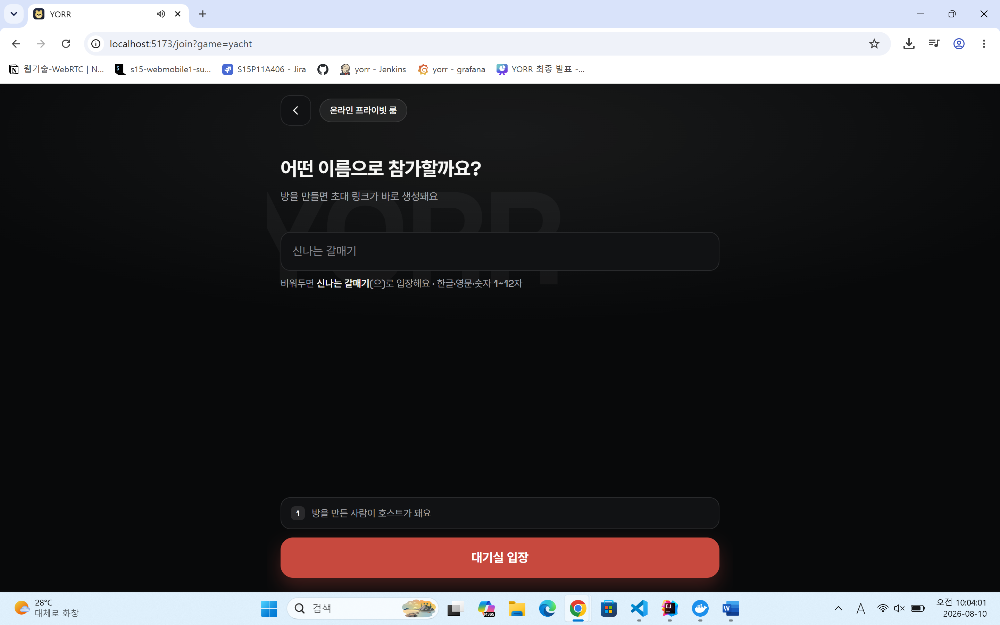 YORR
localhost:5173/join?game=yacht
웹기술-WebRTC | N...
s15-webmobile1-su...
S15P11A406 - Jira
yorr - Jenkins
yorr - grafana
YORR 최종 발표 -...
온라인 프라이빗 룸
어떤 이름으로 참가할까요?
방을 만들면 초대 링크가 바로 생성돼요
YORR
신나는 갈매기
비워두면 신나는 갈매기(으)로 입장해요 · 한글·영문·숫자 1~12자
1 방을 만든 사람이 호스트가 돼요
대기실 입장
28°C
대체로 화창
검색
M365
IJ
W
A
오전 10:04:01
2026-08-10